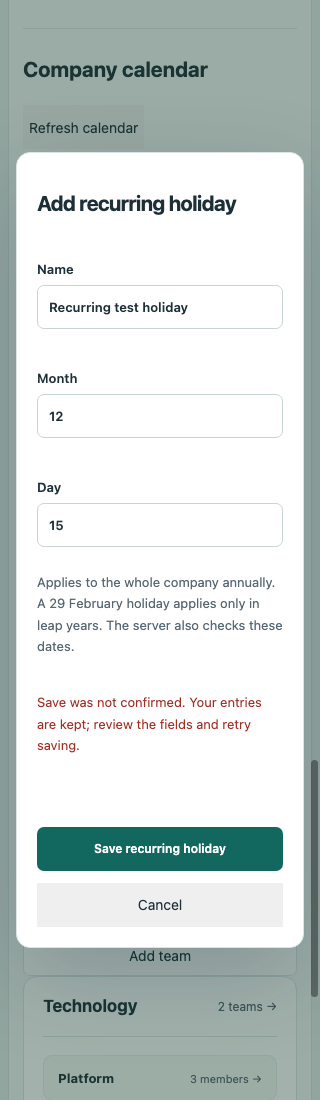 Company calendar
Refresh calendar
Add recurring holiday
Name
Recurring test holiday
Month
12
Day
15
Applies to the whole company annually.
A 29 February holiday applies only in
leap years. The server also checks these
dates.
Save was not confirmed. Your entries
are kept; review the fields and retry
saving.
Save recurring holiday
Cancel
Add team
Technology
2 teams →
Platform
3 members →